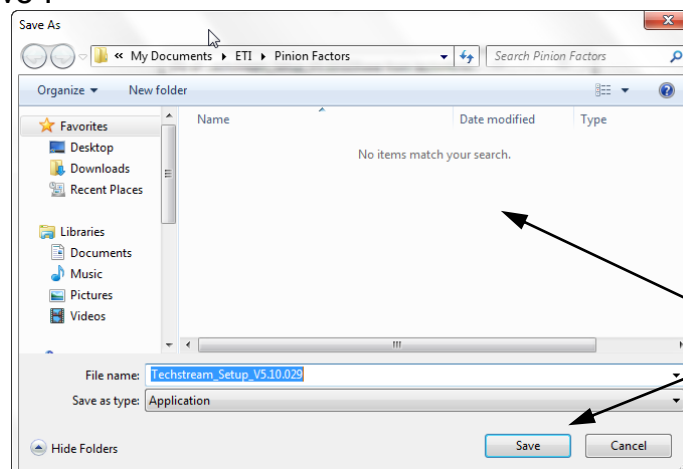 Save As
« My Documents ▸ ETI ▸ Pinion Factors
Search Pinion Factors
Organize ▾ New folder
Favorites
Desktop
Downloads
Recent Places
Libraries
Documents
Music
Pictures
Videos
Name Date modified Type
No items match your search.
File name: Techstream_Setup_V5.10.029
Save as type: Application
Hide Folders Save Cancel